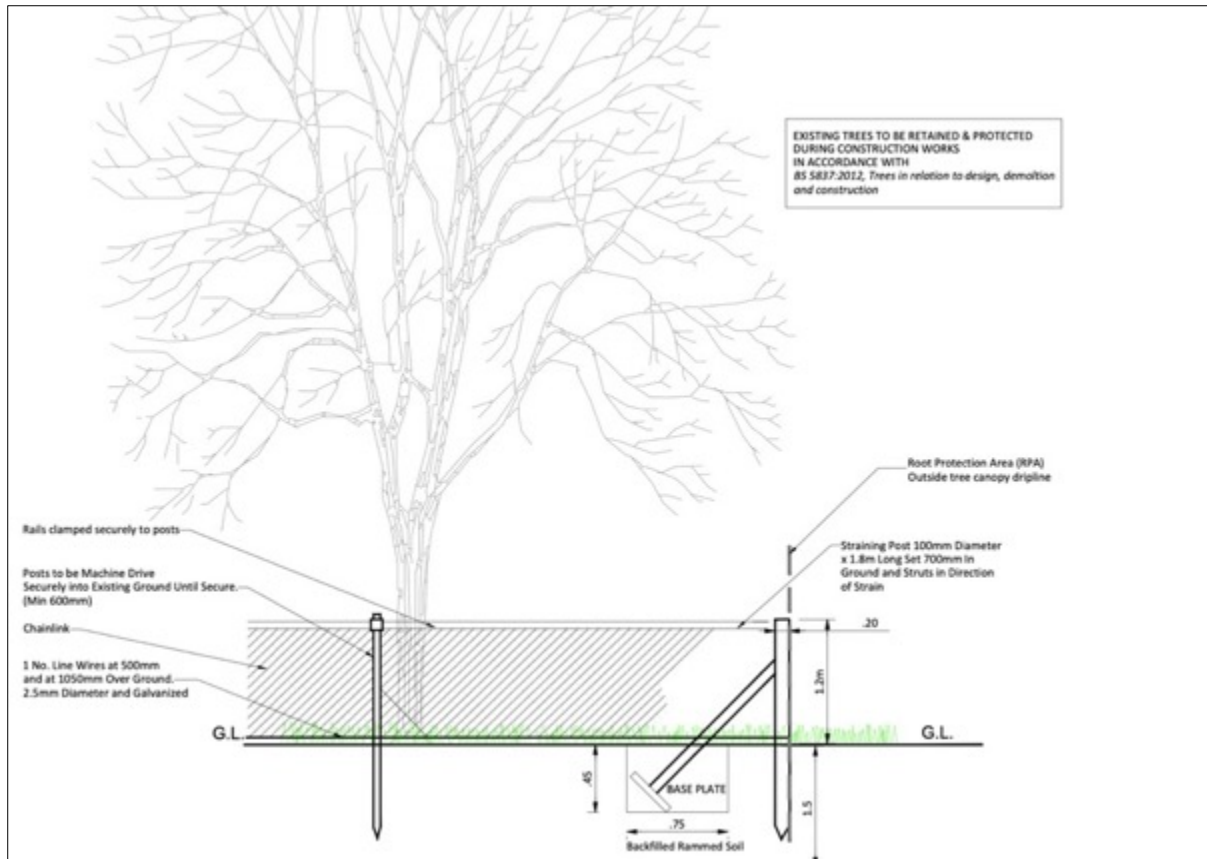 EXISTING TREES TO BE RETAINED & PROTECTED
DURING CONSTRUCTION WORKS
IN ACCORDANCE WITH
BS 5837:2012, Trees in relation to design, demoltion
and construction
Root Protection Area (RPA)
Outside tree canopy dripline
Rails clamped securely to posts
Straining Post 100mm Diameter
x 1.8m Long Set 700mm In
Ground and Struts in Direction
of Strain
Posts to be Machine Drive
Securely into Existing Ground Until Secure.
(Min 600mm)
Chainlink
1 No. Line Wires at 500mm
and at 1050mm Over Ground.
2.5mm Diameter and Galvanized
.20
1.2m
G.L.
G.L.
.45
BASE PLATE
1.5
.75
Backfilled Rammed Soil